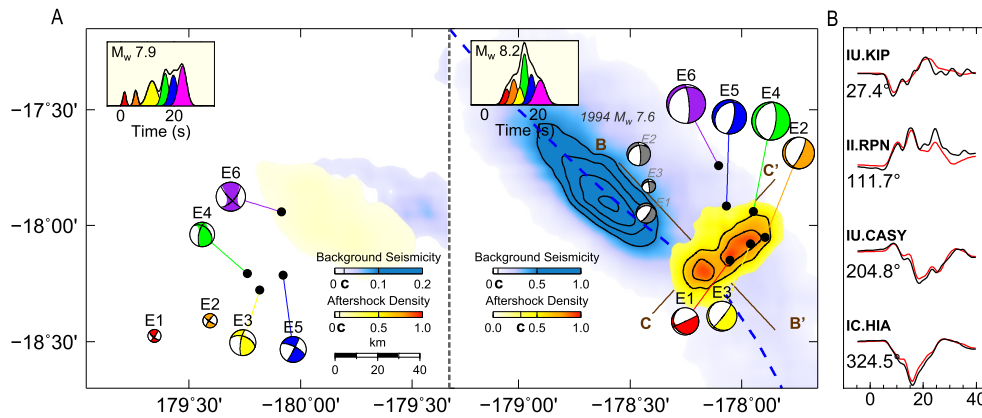 A
B
Mw 7.9
0 20
Time (s)
Mw 8.2
0 20
Time (s)
1994 Mw 7.6
E6
E5
E4
E2
E2
E3
E1
B
C'
E6
E4
E1
E2
E3
E5
E1
E3
C
B'
Background Seismicity
0 C 0.1 0.2
Aftershock Density
0.0 C 0.5 1.0
km
0 20 40
Background Seismicity
0 C 0.5 1.0
Aftershock Density
0.0 0.3 C 0.5 1.0
−17°30'
−18°00'
−18°30'
179°30'
−180°00'
−179°30'
−179°00'
−178°30'
−178°00'
IU.KIP
27.4°
II.RPN
111.7°
IU.CASY
204.8°
IC.HIA
324.5°
0 20 40